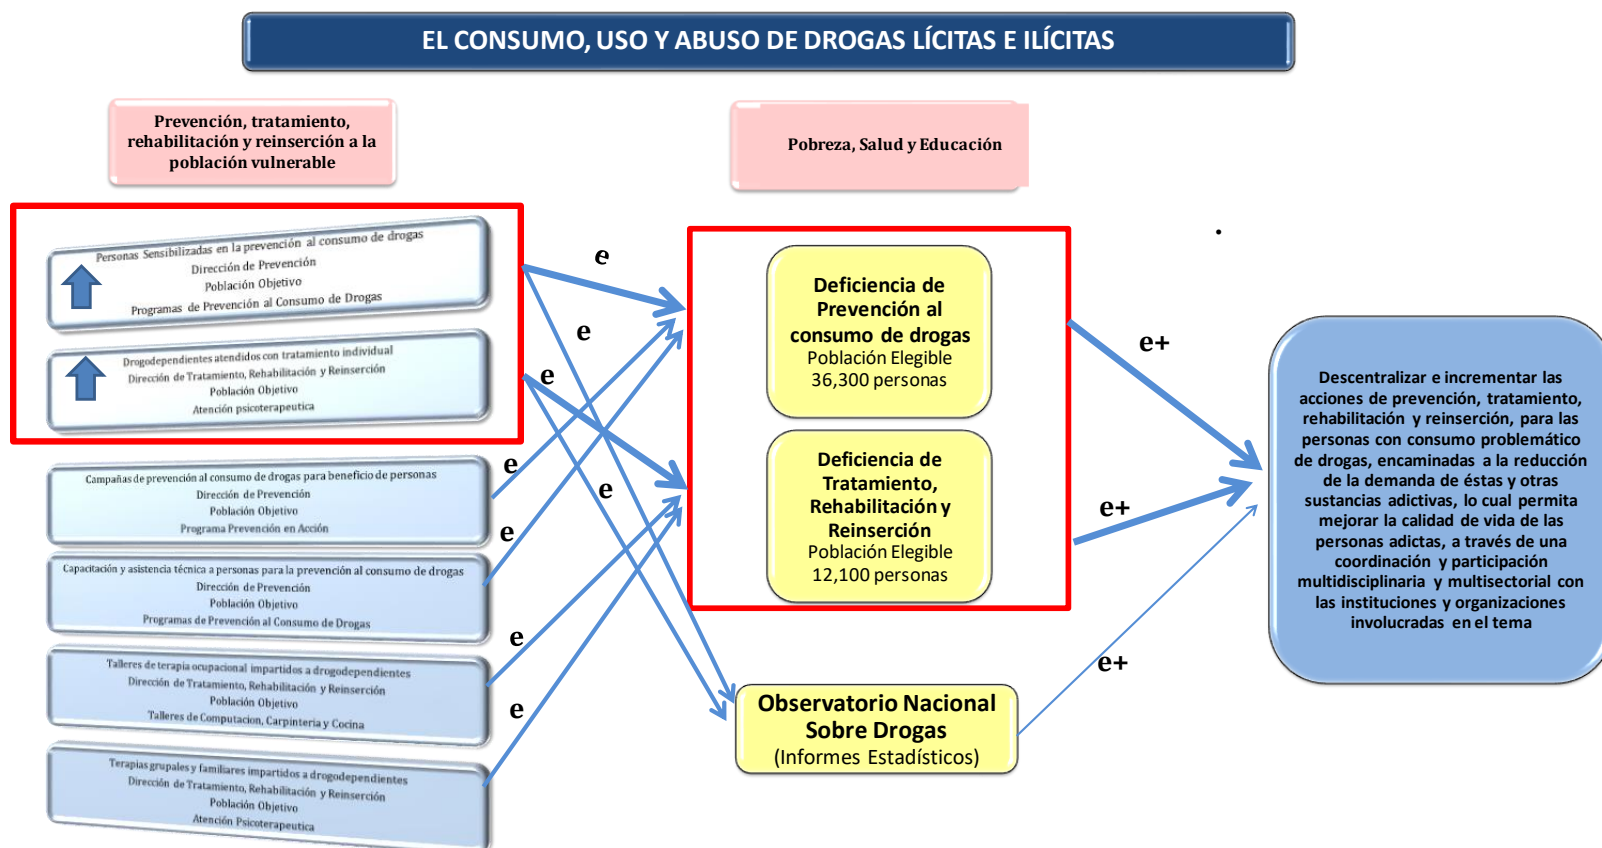 EL CONSUMO, USO Y ABUSO DE DROGAS LÍCITAS E ILÍCITAS
Prevención, tratamiento,
rehabilitación y reinserción a la
población vulnerable
Pobreza, Salud y Educación
Personas Sensibilizadas en la prevención al consumo de drogas
Dirección de Prevención
Población Objetivo
Programas de Prevención al Consumo de Drogas
Drogodependientes atendidos con tratamiento individual
Dirección de Tratamiento, Rehabilitación y Reinserción
Población Objetivo
Atención psicoterapeutica
Campañas de prevención al consumo de drogas para beneficio de personas
Dirección de Prevención
Población Objetivo
Programa Prevención en Acción
Capacitación y asistencia técnica a personas para la prevención al consumo de drogas
Dirección de Prevención
Población Objetivo
Programas de Prevención al Consumo de Drogas
Talleres de terapia ocupacional impartidos a drogodependientes
Dirección de Tratamiento, Rehabilitación y Reinserción
Población Objetivo
Talleres de Computacion, Carpinteria y Cocina
Terapias grupales y familiares impartidos a drogodependientes
Dirección de Tratamiento, Rehabilitación y Reinserción
Población Objetivo
Atención Psicoterapeutica
e
e
e
e
e
e
e
e
Deficiencia de
Prevención al
consumo de drogas
Población Elegible
36,300 personas
Deficiencia de
Tratamiento,
Rehabilitación y
Reinserción
Población Elegible
12,100 personas
Observatorio Nacional
Sobre Drogas
(Informes Estadísticos)
.
e+
e+
e+
Descentralizar e incrementar las
acciones de prevención, tratamiento,
rehabilitación y reinserción, para las
personas con consumo problemático
de drogas, encaminadas a la reducción
de la demanda de éstas y otras
sustancias adictivas, lo cual permita
mejorar la calidad de vida de las
personas adictas, a través de una
coordinación y participación
multidisciplinaria y multisectorial con
las instituciones y organizaciones
involucradas en el tema